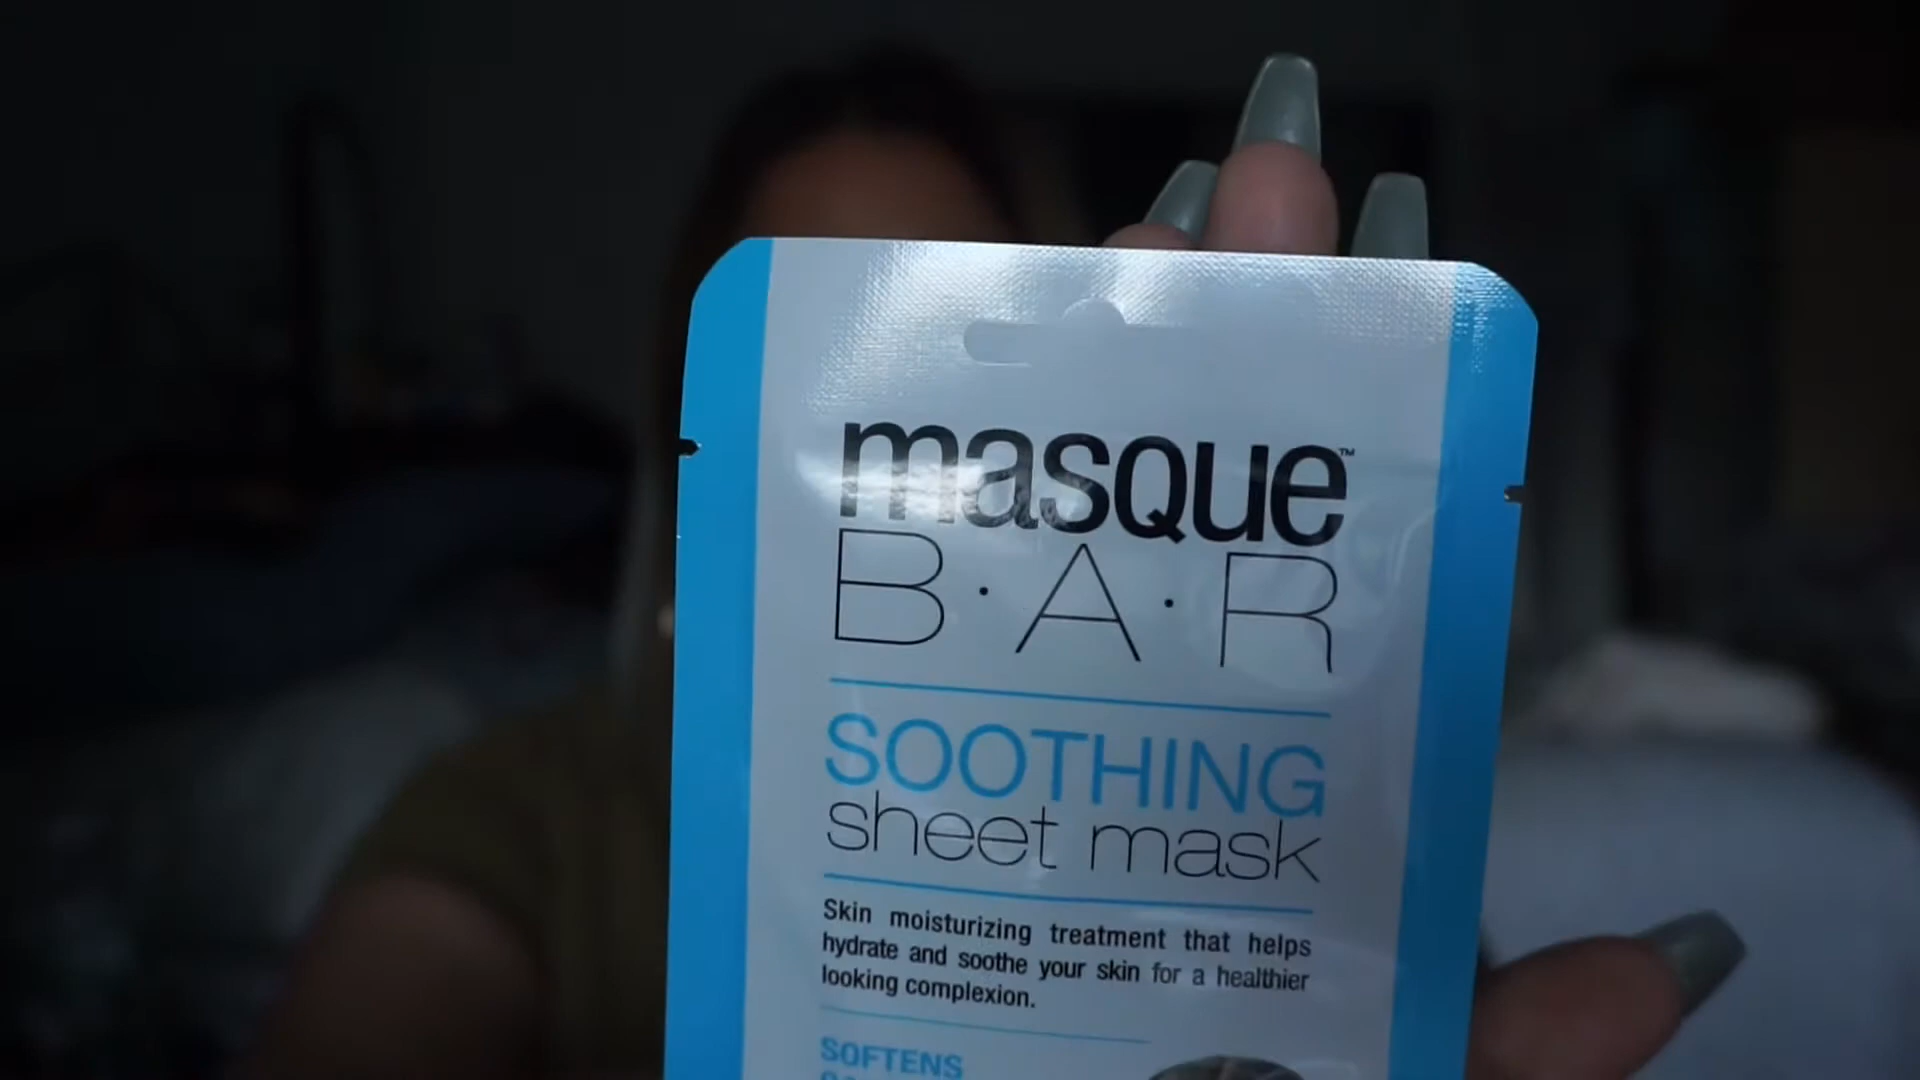 masque™
B·A·R
SOOTHING
sheet mask
Skin moisturizing treatment that helps
hydrate and soothe your skin for a healthier
looking complexion.
SOFTENS